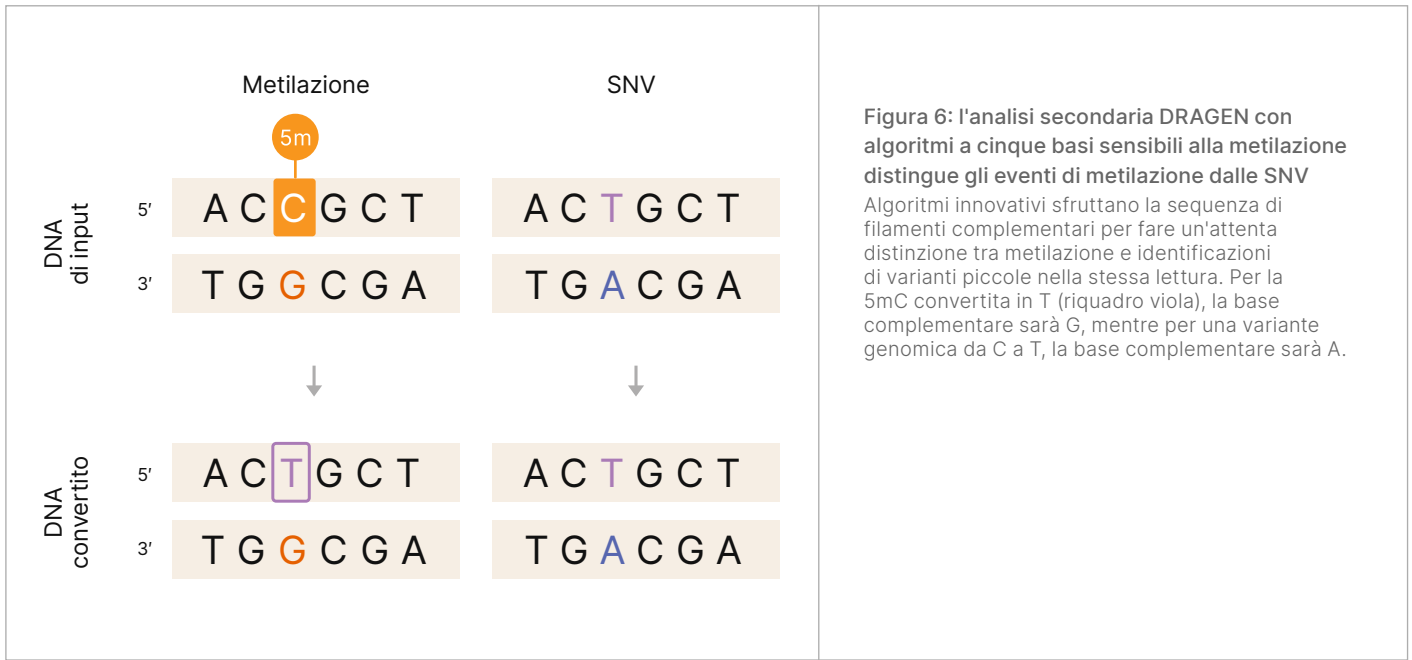 Metilazione
SNV
5m
DNA
di input
5′
A C C G C T
A C T G C T
3′
T G G C G A
T G A C G A
DNA
convertito
5′
A C T G C T
A C T G C T
3′
T G G C G A
T G A C G A
Figura 6: l'analisi secondaria DRAGEN con
algoritmi a cinque basi sensibili alla metilazione
distingue gli eventi di metilazione dalle SNV
Algoritmi innovativi sfruttano la sequenza di
filamenti complementari per fare un'attenta
distinzione tra metilazione e identificazioni
di varianti piccole nella stessa lettura. Per la
5mC convertita in T (riquadro viola), la base
complementare sarà G, mentre per una variante
genomica da C a T, la base complementare sarà A.